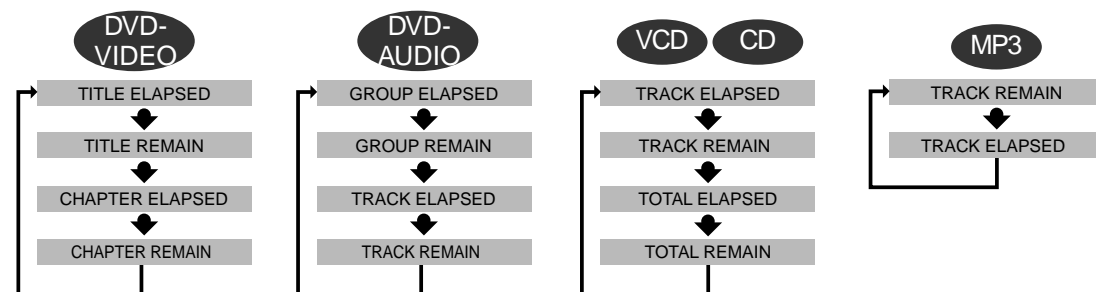 DVD-
VIDEO
TITLE ELAPSED
TITLE REMAIN
CHAPTER ELAPSED
CHAPTER REMAIN
DVD-
AUDIO
GROUP ELAPSED
GROUP REMAIN
TRACK ELAPSED
TRACK REMAIN
VCD CD
TRACK ELAPSED
TRACK REMAIN
TOTAL ELAPSED
TOTAL REMAIN
MP3
TRACK REMAIN
TRACK ELAPSED